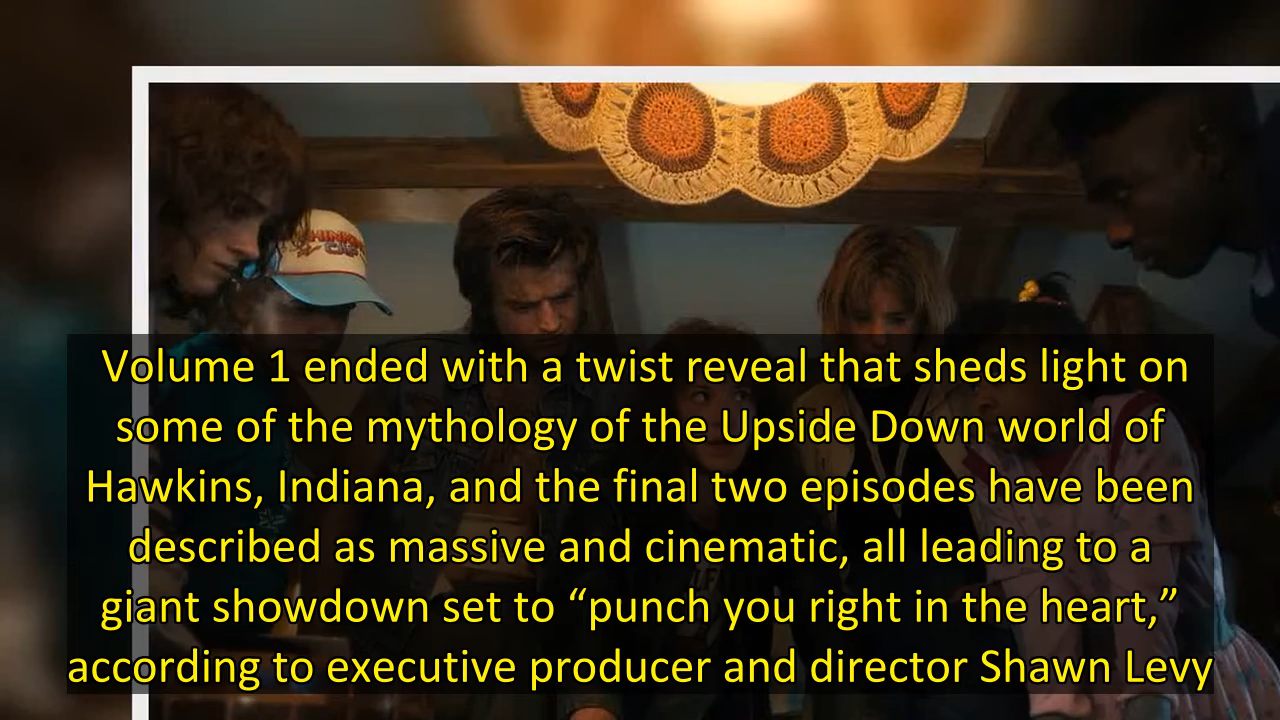 THINKING
CAP
Volume 1 ended with a twist reveal that sheds light on
some of the mythology of the Upside Down world of
Hawkins, Indiana, and the final two episodes have been
described as massive and cinematic, all leading to a
giant showdown set to “punch you right in the heart,”
according to executive producer and director Shawn Levy